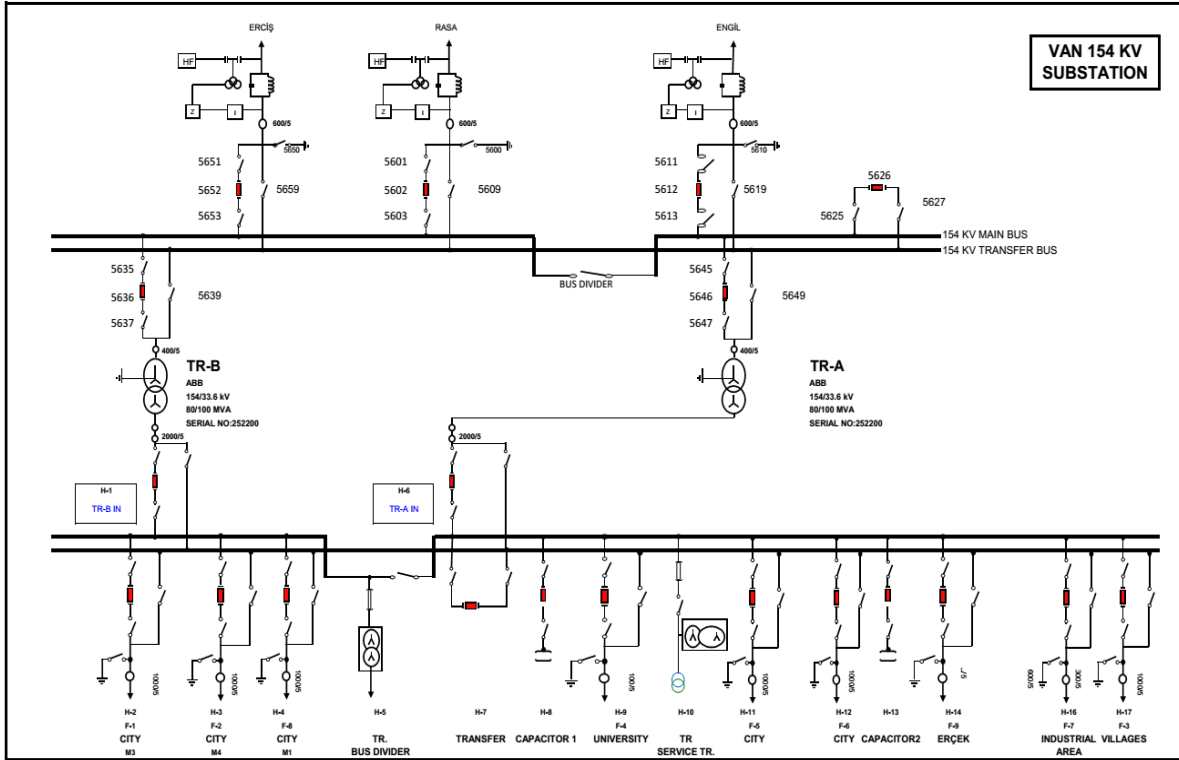 ERCİŞ
RASA
ENGİL
VAN 154 KV
SUBSTATION
HF
HF
HF
Z
I
Z
I
Z
I
600/5
600/5
600/5
5650
5600
5610
5651
5601
5611
5626
5652
5659
5602
5609
5612
5619
5625
5627
5653
5603
5613
154 KV MAIN BUS
154 KV TRANSFER BUS
BUS DIVIDER
5635
5636
5639
5637
5645
5646
5649
5647
400/5
400/5
TR-B
ABB
154/33.6 kV
80/100 MVA
SERIAL NO:252200
TR-A
ABB
154/33.6 kV
80/100 MVA
SERIAL NO:252200
2000/5
2000/5
H-1
TR-B IN
H-6
TR-A IN
1000/5
1000/5
1000/5
100/5
1000/5
1000/5
../5
600/5
300/5
1000/5
H-2
F-1
CITY
M3
H-3
F-2
CITY
M4
H-4
F-8
CITY
M1
H-5
TR.
BUS DIVIDER
H-7
TRANSFER
H-8
CAPACITOR 1
H-9
F-4
UNIVERSITY
H-10
TR
SERVICE TR.
H-11
F-5
CITY
H-12
F-6
CITY
H-13
CAPACITOR2
H-14
F-9
ERÇEK
H-16
F-7
INDUSTRIAL
AREA
H-17
F-3
VILLAGES